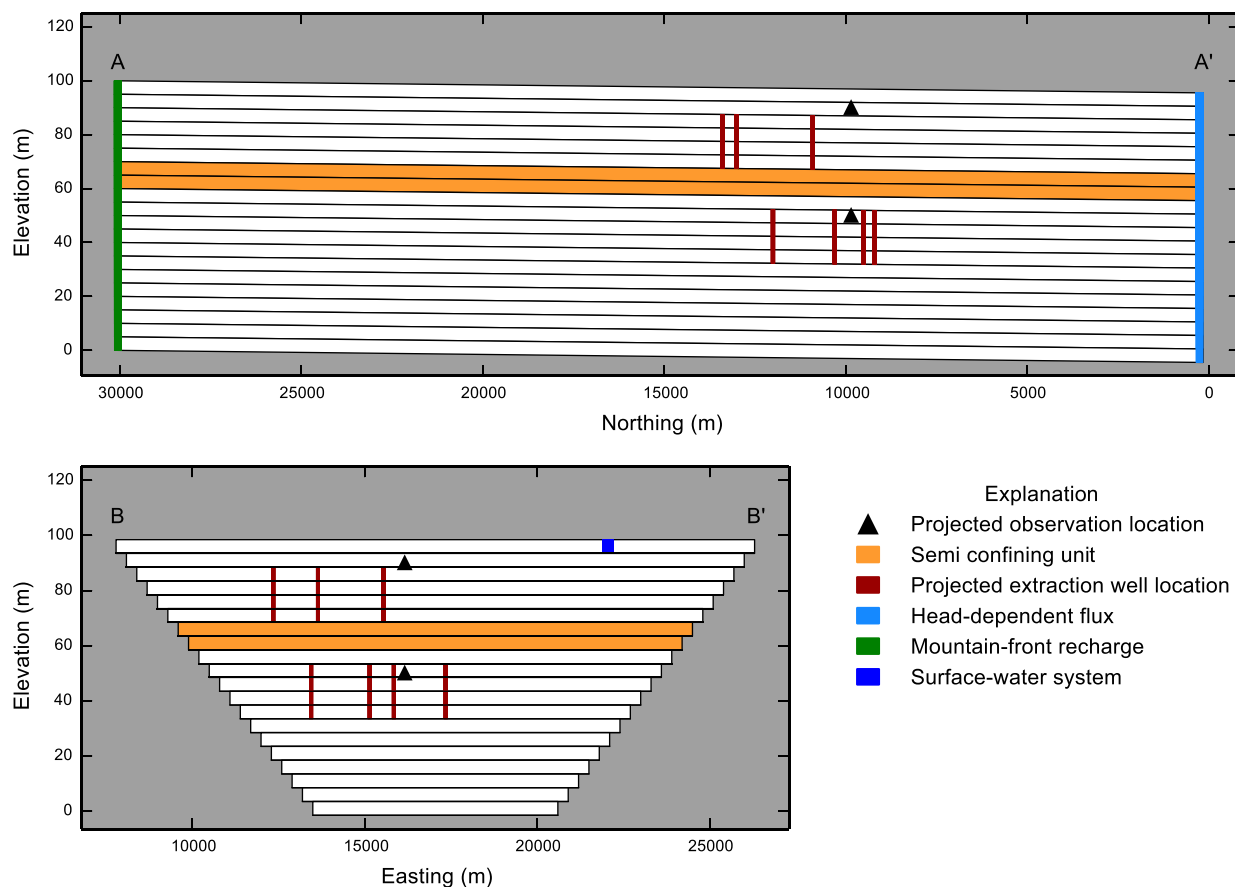 A
A'
120
100
80
60
40
20
0
Elevation (m)
30000 25000 20000 15000 10000 5000 0
Northing (m)
B
B'
120
100
80
60
40
20
0
Elevation (m)
10000 15000 20000 25000
Easting (m)
Explanation
Projected observation location
Semi confining unit
Projected extraction well location
Head-dependent flux
Mountain-front recharge
Surface-water system